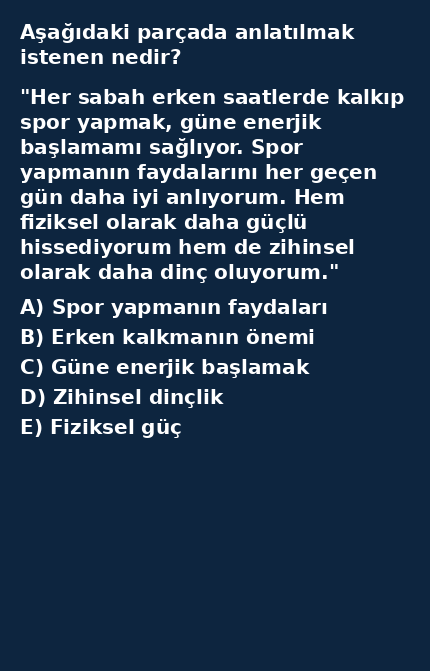 Aşağıdaki parçada anlatılmak
istenen nedir?
"Her sabah erken saatlerde kalkıp
spor yapmak, güne enerjik
başlamamı sağlıyor. Spor
yapmanın faydalarını her geçen
gün daha iyi anlıyorum. Hem
fiziksel olarak daha güçlü
hissediyorum hem de zihinsel
olarak daha dinç oluyorum."
A) Spor yapmanın faydaları
B) Erken kalkmanın önemi
C) Güne enerjik başlamak
D) Zihinsel dinçlik
E) Fiziksel güç